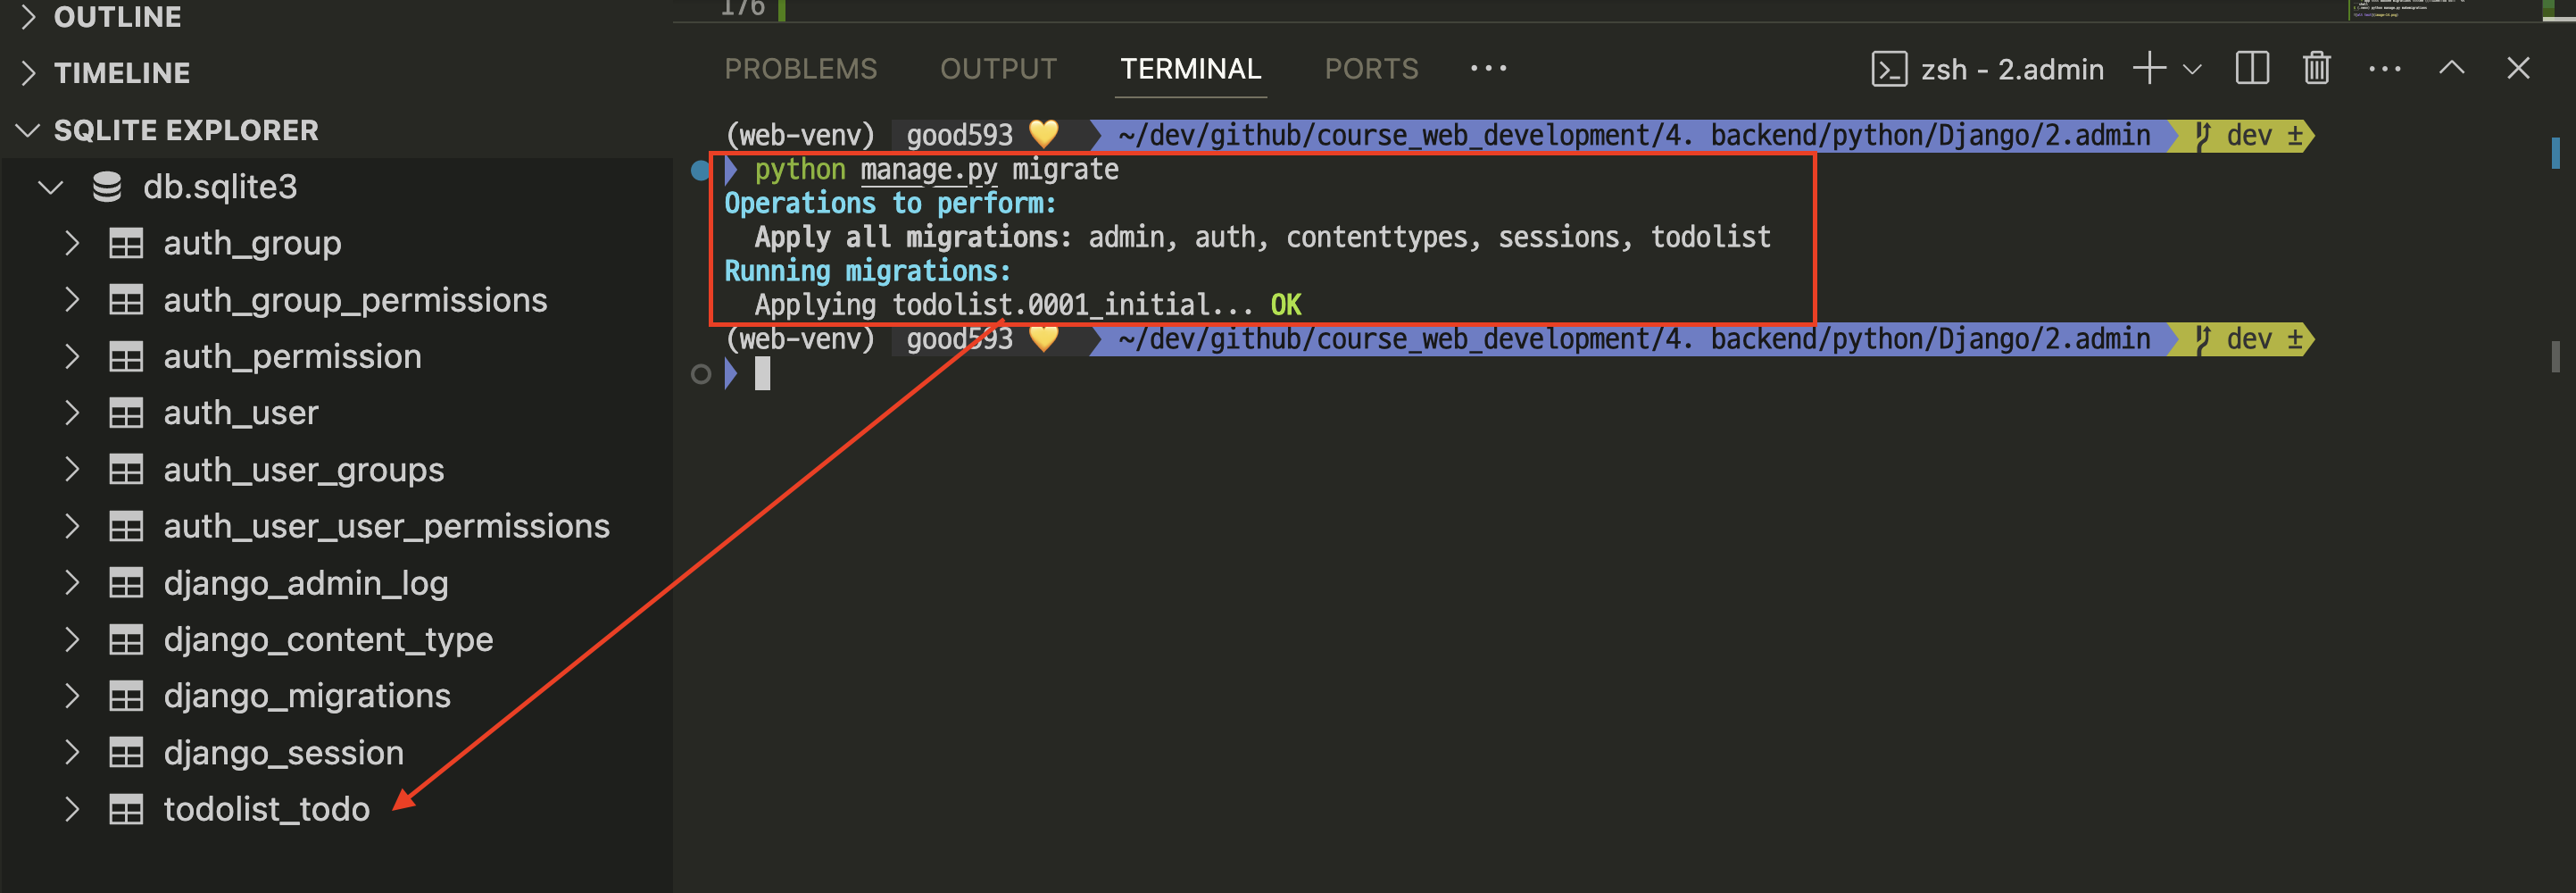 OUTLINE
TIMELINE
SQLITE EXPLORER
db.sqlite3
auth_group
auth_group_permissions
auth_permission
auth_user
auth_user_groups
auth_user_user_permissions
django_admin_log
django_content_type
django_migrations
django_session
todolist_todo
176
PROBLEMS OUTPUT TERMINAL PORTS ··· zsh - 2.admin
(web-venv) good593 💛 ~/dev/github/course_web_development/4. backend/python/Django/2.admin dev ±
python manage.py migrate
Operations to perform:
Apply all migrations: admin, auth, contenttypes, sessions, todolist
Running migrations:
Applying todolist.0001_initial... OK
(web-venv) good593 💛 ~/dev/github/course_web_development/4. backend/python/Django/2.admin dev ±